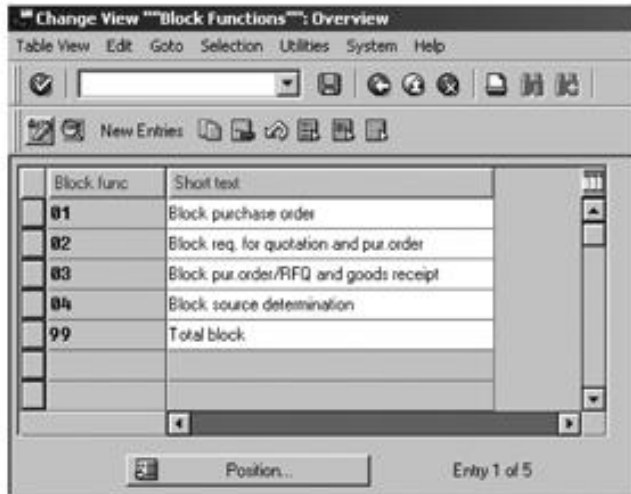 Change View """Block Functions""": Overview
Table View Edit Goto Selection Utilities System Help
New Entries
Block func Short text
01 Block purchase order
02 Block req. for quotation and pur.order
03 Block pur.order/RFQ and goods receipt
04 Block source determination
99 Total block
Position... Entry 1 of 5